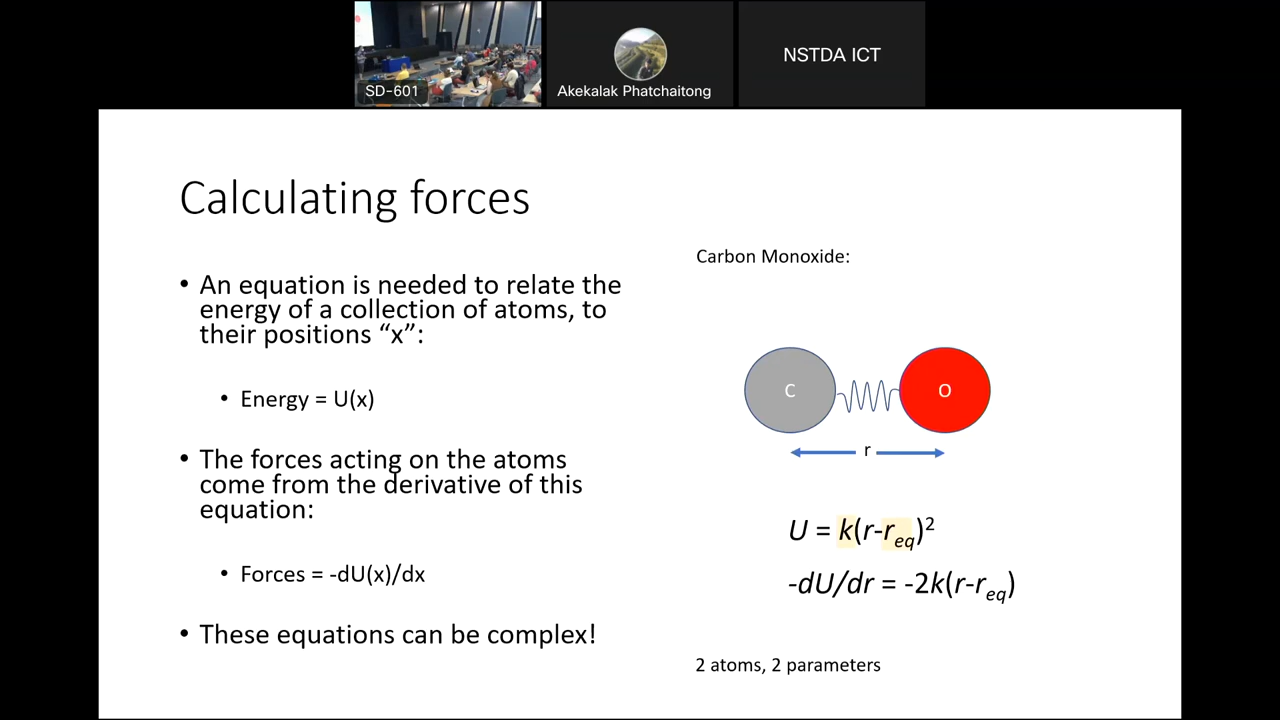 SD-601
Akekalak Phatchaitong
NSTDA ICT
Calculating forces
• An equation is needed to relate the
energy of a collection of atoms, to
their positions “x”:
• Energy = U(x)
• The forces acting on the atoms
come from the derivative of this
equation:
• Forces = -dU(x)/dx
• These equations can be complex!
Carbon Monoxide:
C
O
r
U = k(r-req)²
-dU/dr = -2k(r-req)
2 atoms, 2 parameters